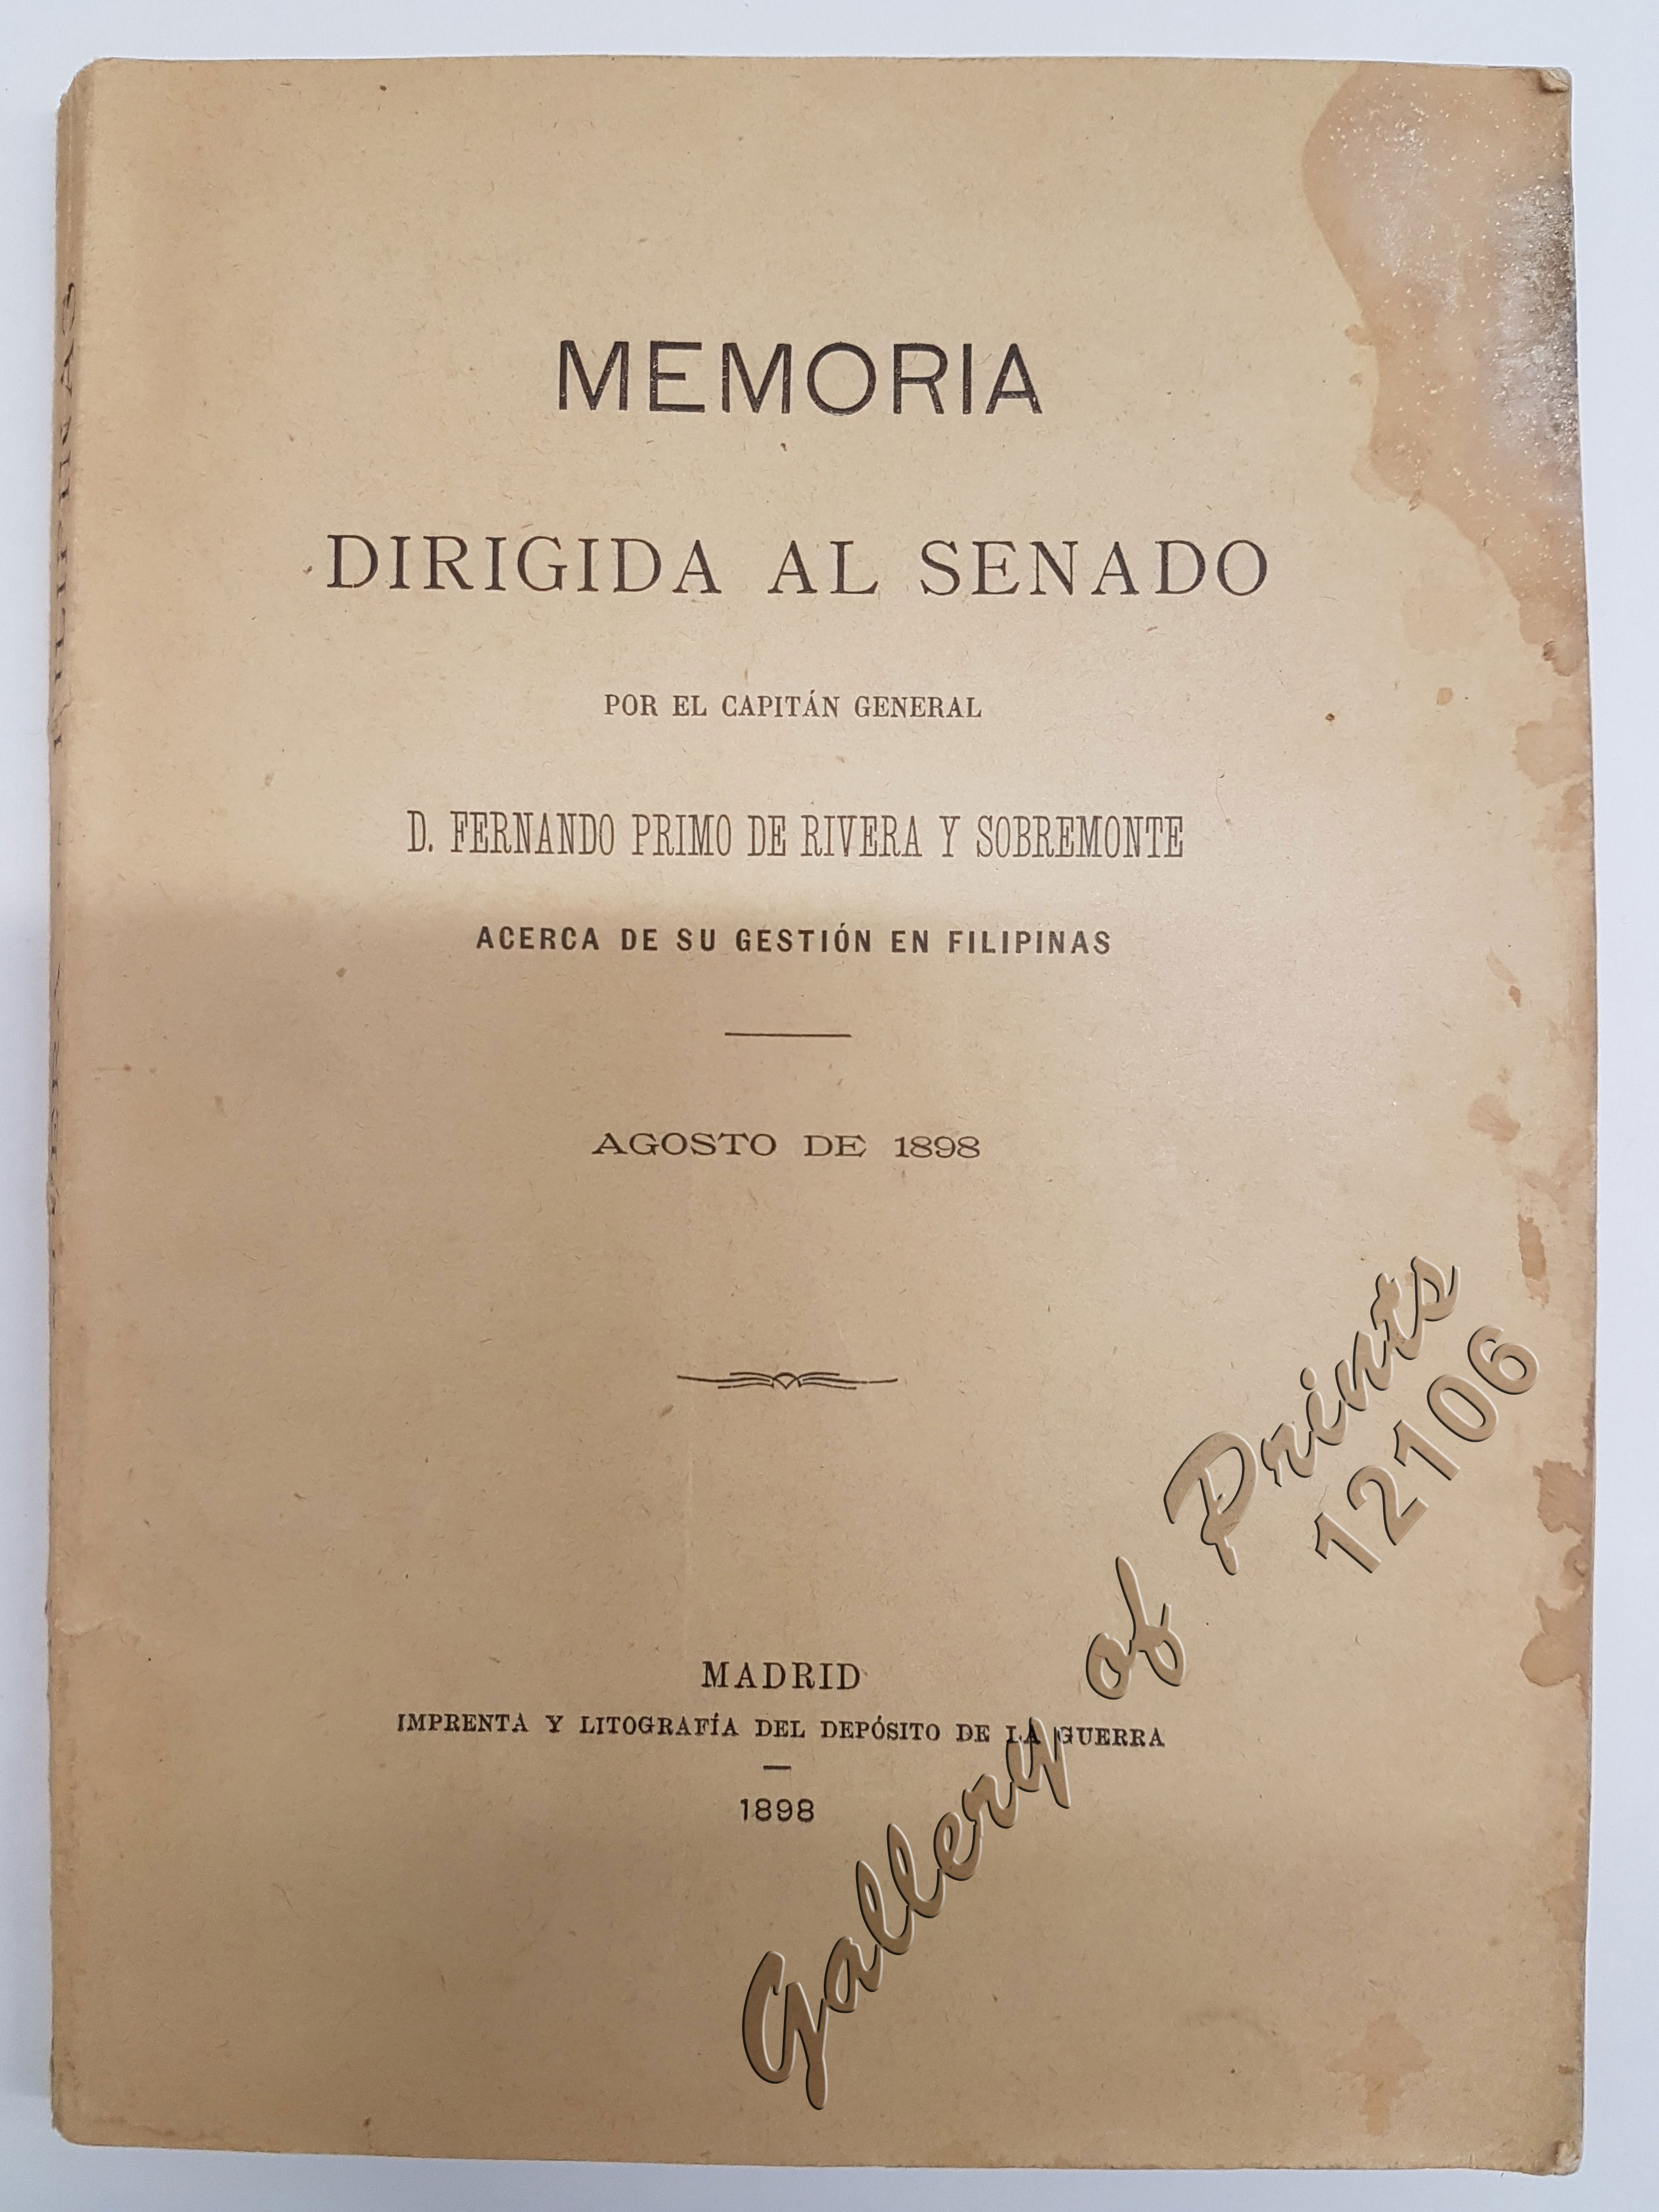 MEMORIA
DIRIGIDA AL SENADO
POR EL CAPITÁN GENERAL
D. FERNANDO PRIMO DE RIVERA Y SOBREMONTE
ACERCA DE SU GESTIÓN EN FILIPINAS
AGOSTO DE 1898
MADRID
IMPRENTA Y LITOGRAFÍA DEL DEPÓSITO DE LA GUERRA
1898
Gallery of Prints
12106
FILIPINAS